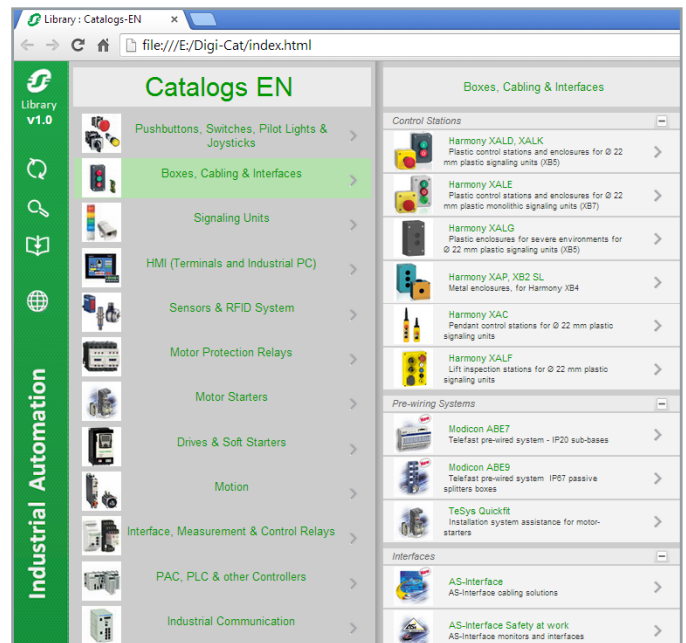 Library : Catalogs-EN
file:///E:/Digi-Cat/index.html
Library
v1.0
Industrial Automation
Catalogs EN
Pushbuttons, Switches, Pilot Lights &
Joysticks
Boxes, Cabling & Interfaces
Signaling Units
HMI (Terminals and Industrial PC)
Sensors & RFID System
Motor Protection Relays
Motor Starters
Drives & Soft Starters
Motion
Interface, Measurement & Control Relays
PAC, PLC & other Controllers
Industrial Communication
Boxes, Cabling & Interfaces
Control Stations
Harmony XALD, XALK
Plastic control stations and enclosures for Ø 22
mm plastic signaling units (XB5)
Harmony XALE
Plastic control stations and enclosures for Ø 22
mm plastic monolithic signaling units (XB7)
Harmony XALG
Plastic enclosures for severe environments for
Ø 22 mm plastic signaling units (XB5)
Harmony XAP, XB2 SL
Metal enclosures, for Harmony XB4
Harmony XAC
Pendant control stations for Ø 22 mm plastic
signaling units
Harmony XALF
Lift inspection stations for Ø 22 mm plastic
signaling units
Pre-wiring Systems
Modicon ABE7
Telefast pre-wired system - IP20 sub-bases
Modicon ABE9
Telefast pre-wired system IP67 passive
splitters boxes
TeSys Quickfit
Installation system assistance for motor-
starters
Interfaces
AS-Interface
AS-Interface cabling solutions
AS-Interface Safety at work
AS-Interface monitors and interfaces